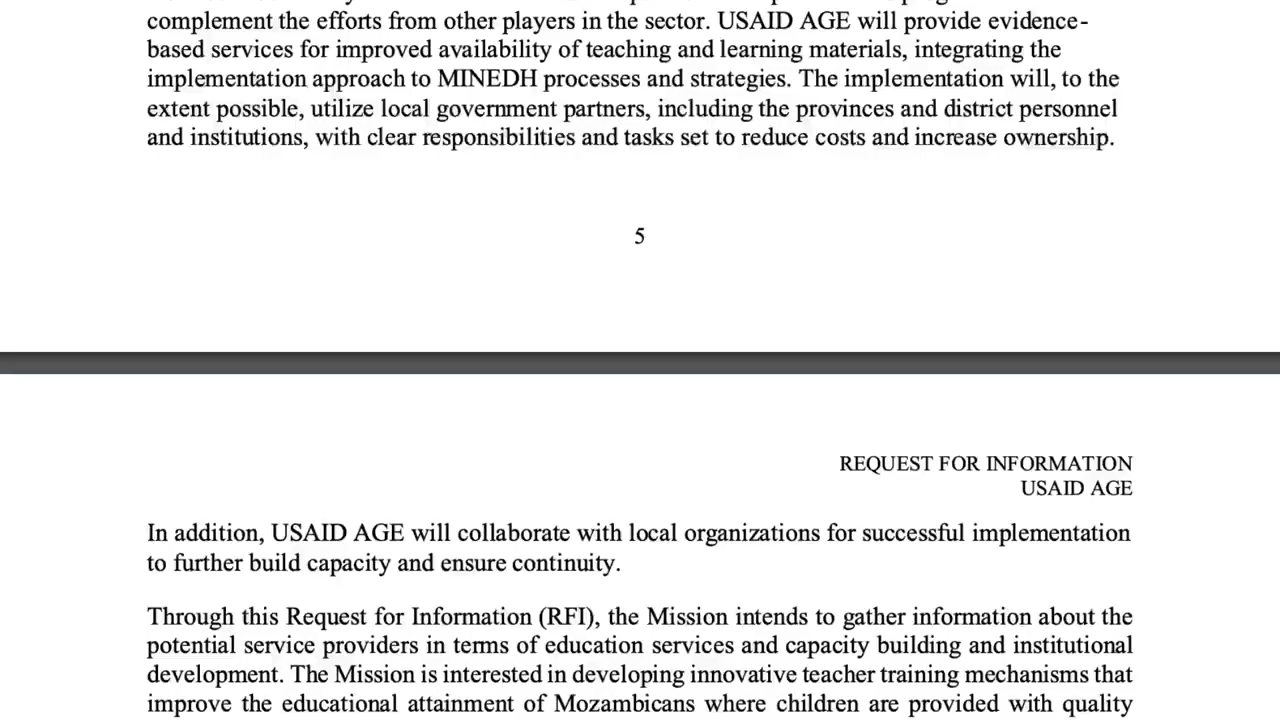 complement the efforts from other players in the sector. USAID AGE will provide evidence-
based services for improved availability of teaching and learning materials, integrating the
implementation approach to MINEDH processes and strategies. The implementation will, to the
extent possible, utilize local government partners, including the provinces and district personnel
and institutions, with clear responsibilities and tasks set to reduce costs and increase ownership.
5
REQUEST FOR INFORMATION
USAID AGE
In addition, USAID AGE will collaborate with local organizations for successful implementation
to further build capacity and ensure continuity.
Through this Request for Information (RFI), the Mission intends to gather information about the
potential service providers in terms of education services and capacity building and institutional
development. The Mission is interested in developing innovative teacher training mechanisms that
improve the educational attainment of Mozambicans where children are provided with quality